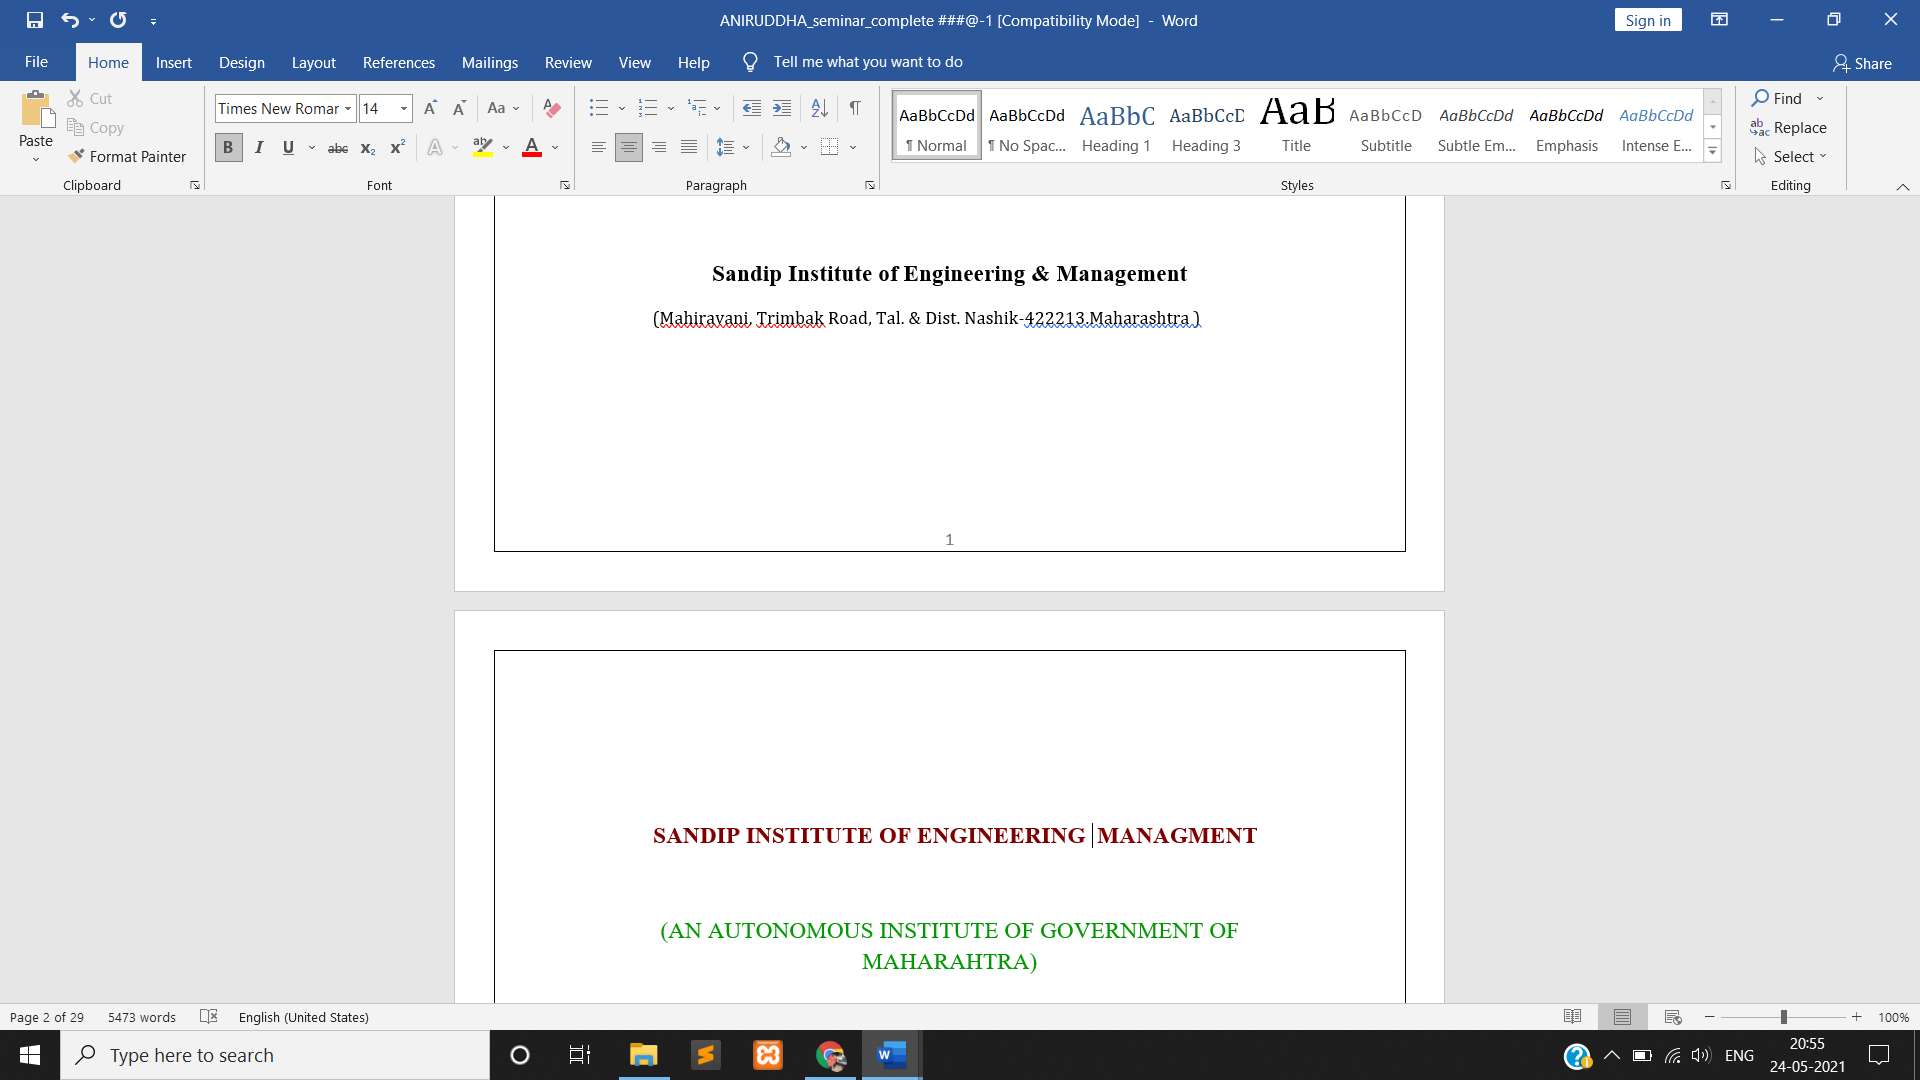 ANIRUDDHA_seminar_complete ###@-1 [Compatibility Mode] - Word
Sign in
File Home Insert Design Layout References Mailings Review View Help Tell me what you want to do
Share
Cut
Copy
Paste
Format Painter
Clipboard
Times New Romar 14
Aa
B I U abc x₂ x²
Font
Paragraph
AaBbCcDd AaBbCcDd AaBbC AaBbCcD AaB AaBbCcD AaBbCcDd AaBbCcDd AaBbCcDd
¶ Normal ¶ No Spac... Heading 1 Heading 3 Title Subtitle Subtle Em... Emphasis Intense E...
Styles
Find
Replace
Select
Editing
Sandip Institute of Engineering & Management
(Mahiravani, Trimbak Road, Tal. & Dist. Nashik-422213.Maharashtra )
1
SANDIP INSTITUTE OF ENGINEERING MANAGMENT
(AN AUTONOMOUS INSTITUTE OF GOVERNMENT OF
MAHARAHTRA)
Page 2 of 29 5473 words English (United States)
100%
Type here to search
ENG
20:55
24-05-2021